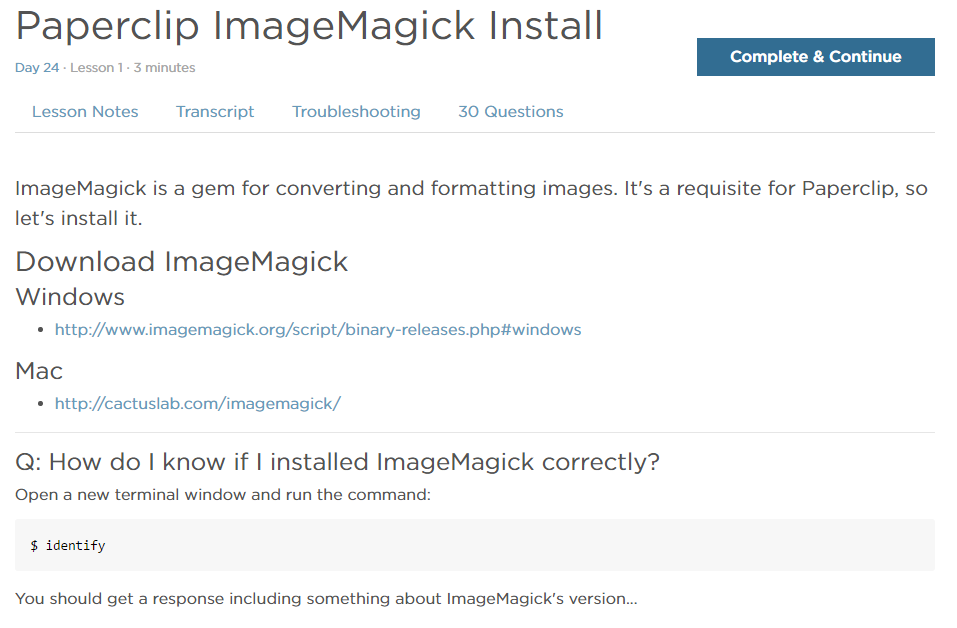 Paperclip ImageMagick Install
Complete & Continue
Day 24 · Lesson 1 · 3 minutes
Lesson Notes Transcript Troubleshooting 30 Questions
ImageMagick is a gem for converting and formatting images. It's a requisite for Paperclip, so
let's install it.
Download ImageMagick
Windows
• http://www.imagemagick.org/script/binary-releases.php#windows
Mac
• http://cactuslab.com/imagemagick/
Q: How do I know if I installed ImageMagick correctly?
Open a new terminal window and run the command:
$ identify
You should get a response including something about ImageMagick's version...